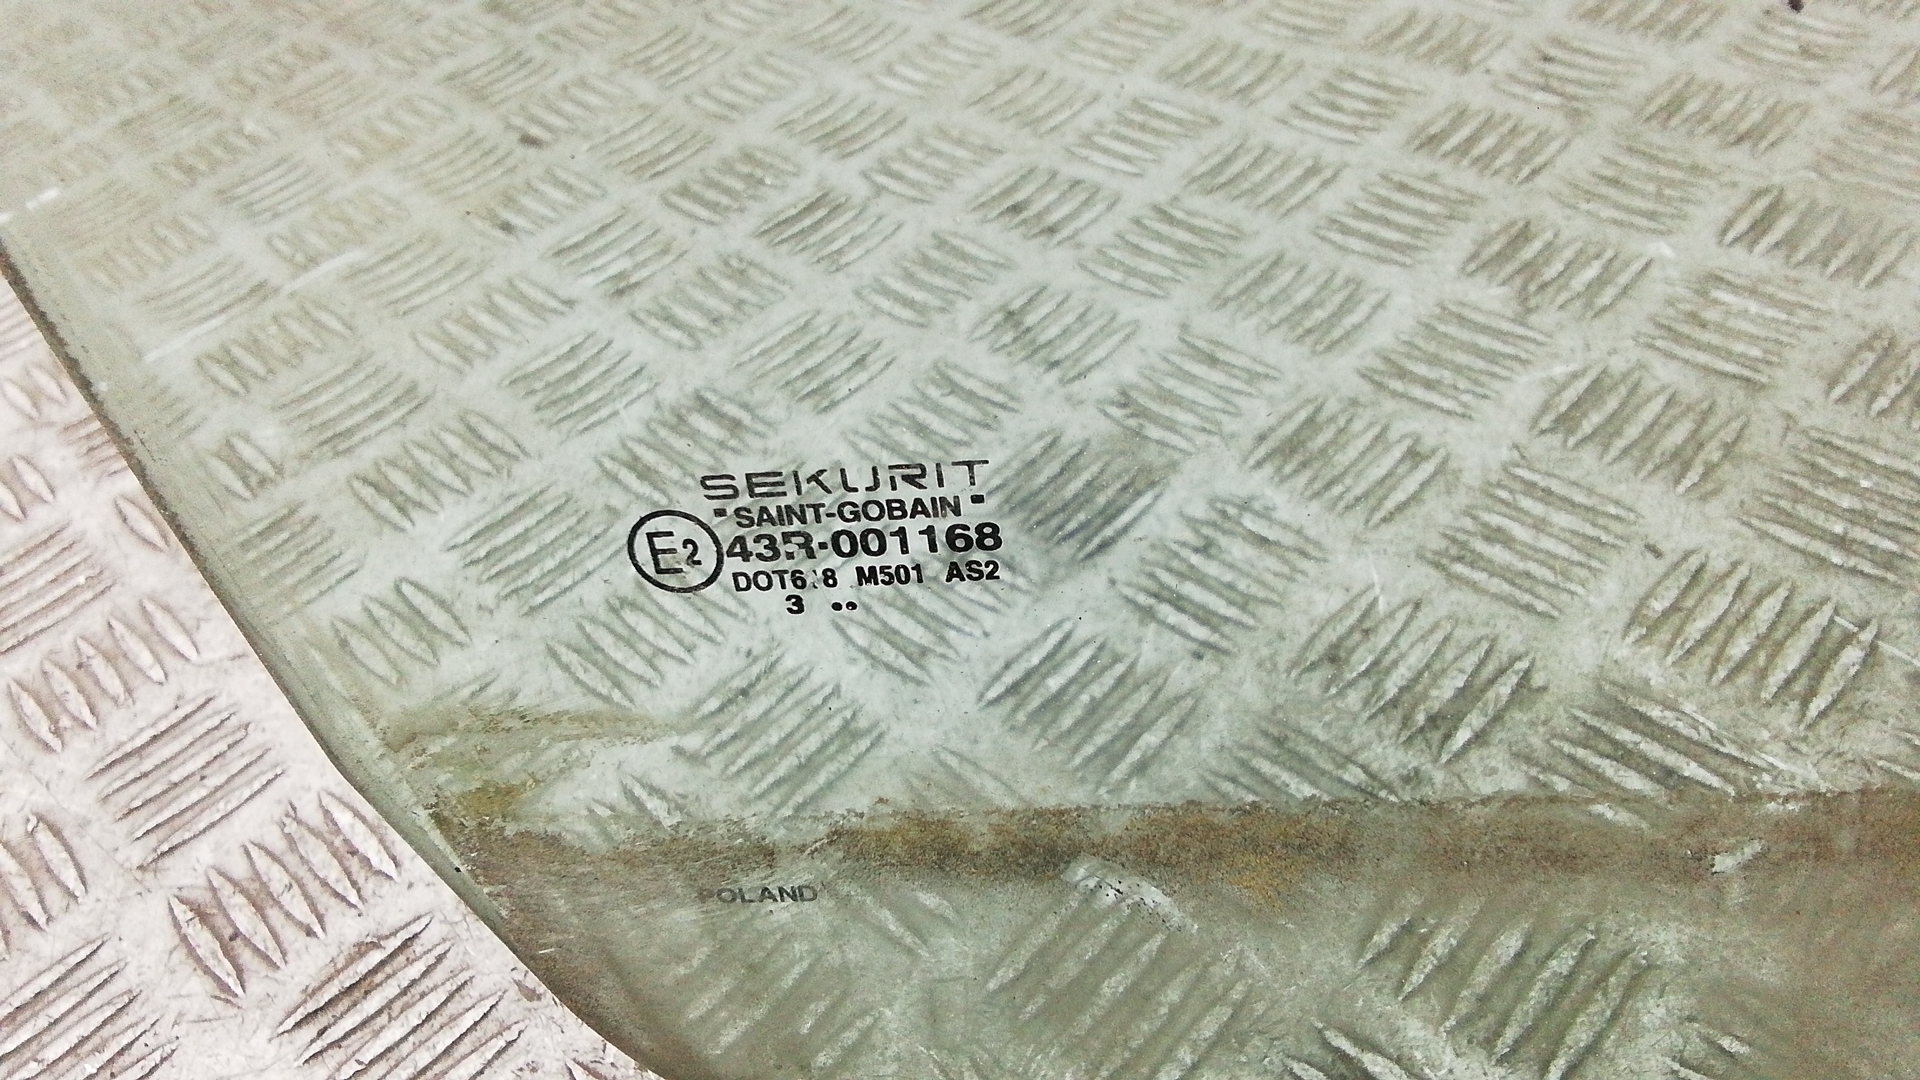 SEKURIT
"SAINT-GOBAIN"
E2 43R-001168
M501 AS2
3 ••
POLAND